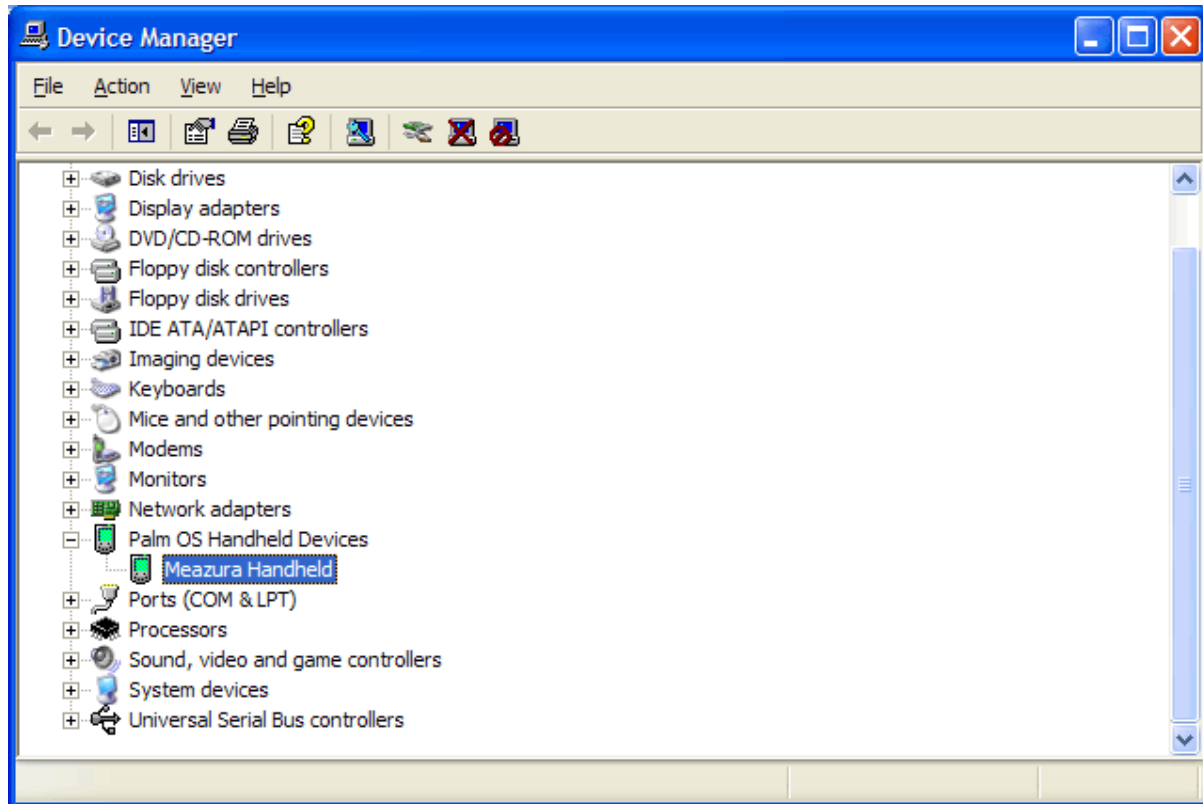 Device Manager
File Action View Help
Disk drives
Display adapters
DVD/CD-ROM drives
Floppy disk controllers
Floppy disk drives
IDE ATA/ATAPI controllers
Imaging devices
Keyboards
Mice and other pointing devices
Modems
Monitors
Network adapters
Palm OS Handheld Devices
Meazura Handheld
Ports (COM & LPT)
Processors
Sound, video and game controllers
System devices
Universal Serial Bus controllers